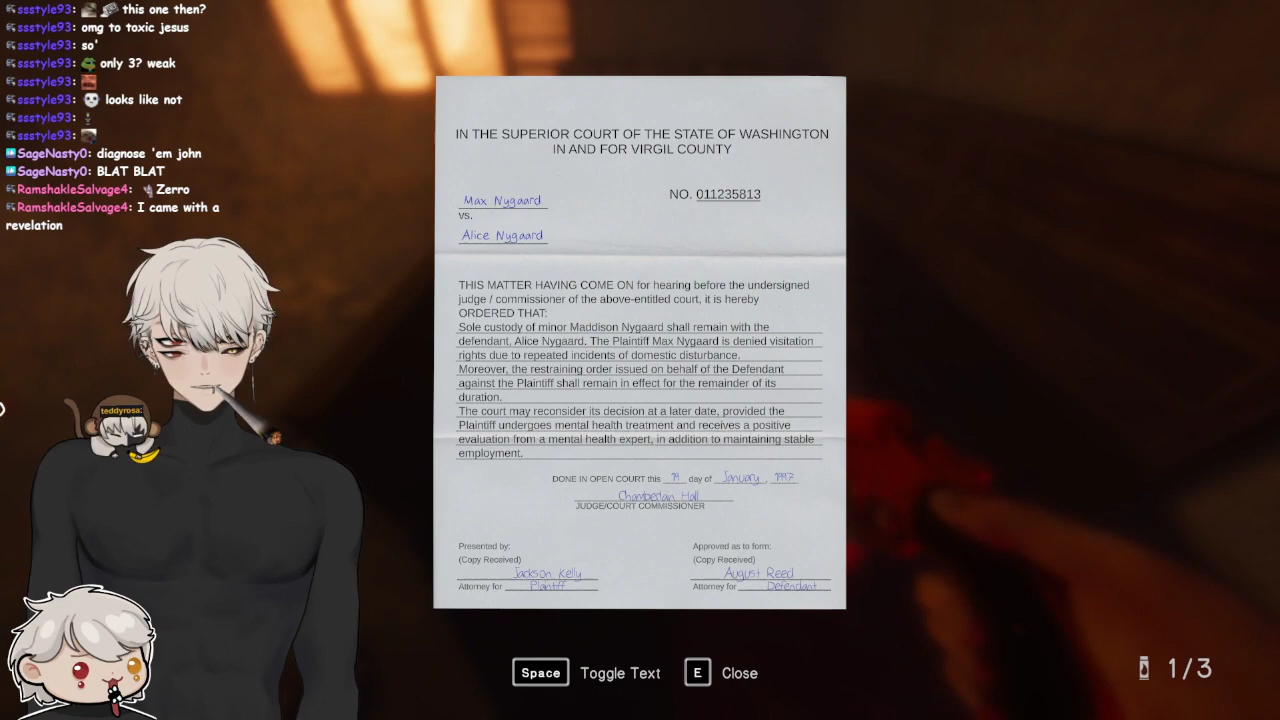 ssstyle93: this one then?
ssstyle93: omg to toxic jesus
ssstyle93: so'
ssstyle93: only 3? weak
ssstyle93:
ssstyle93: looks like not
ssstyle93:
ssstyle93:
SageNasty0: diagnose 'em john
SageNasty0: BLAT BLAT
RamshakleSalvage4: Zerro
RamshakleSalvage4: I came with a
revelation
teddyrosa:
IN THE SUPERIOR COURT OF THE STATE OF WASHINGTON
IN AND FOR VIRGIL COUNTY
NO. 011235813
Max Nygaard
vs.
Alice Nygaard
THIS MATTER HAVING COME ON for hearing before the undersigned
judge / commissioner of the above-entitled court, it is hereby
ORDERED THAT:
Sole custody of minor Maddison Nygaard shall remain with the
defendant, Alice Nygaard. The Plaintiff Max Nygaard is denied visitation
rights due to repeated incidents of domestic disturbance.
Moreover, the restraining order issued on behalf of the Defendant
against the Plaintiff shall remain in effect for the remainder of its
duration.
The court may reconsider its decision at a later date, provided the
Plaintiff undergoes mental health treatment and receives a positive
evaluation from a mental health expert, in addition to maintaining stable
employment.
DONE IN OPEN COURT this 19 day of January, 1997
Chamberlan Hall
JUDGE/COURT COMMISSIONER
Presented by:
(Copy Received)
Jackson Kelly
Attorney for Plaintiff
Approved as to form:
(Copy Received)
August Reed
Attorney for Defendant
Space Toggle Text E Close
1/3